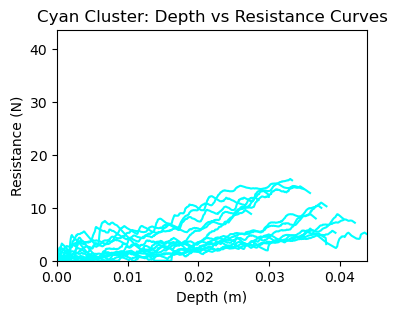 Cyan Cluster: Depth vs Resistance Curves
40
30
20
10
0
Resistance (N)
0.00 0.01 0.02 0.03 0.04
Depth (m)